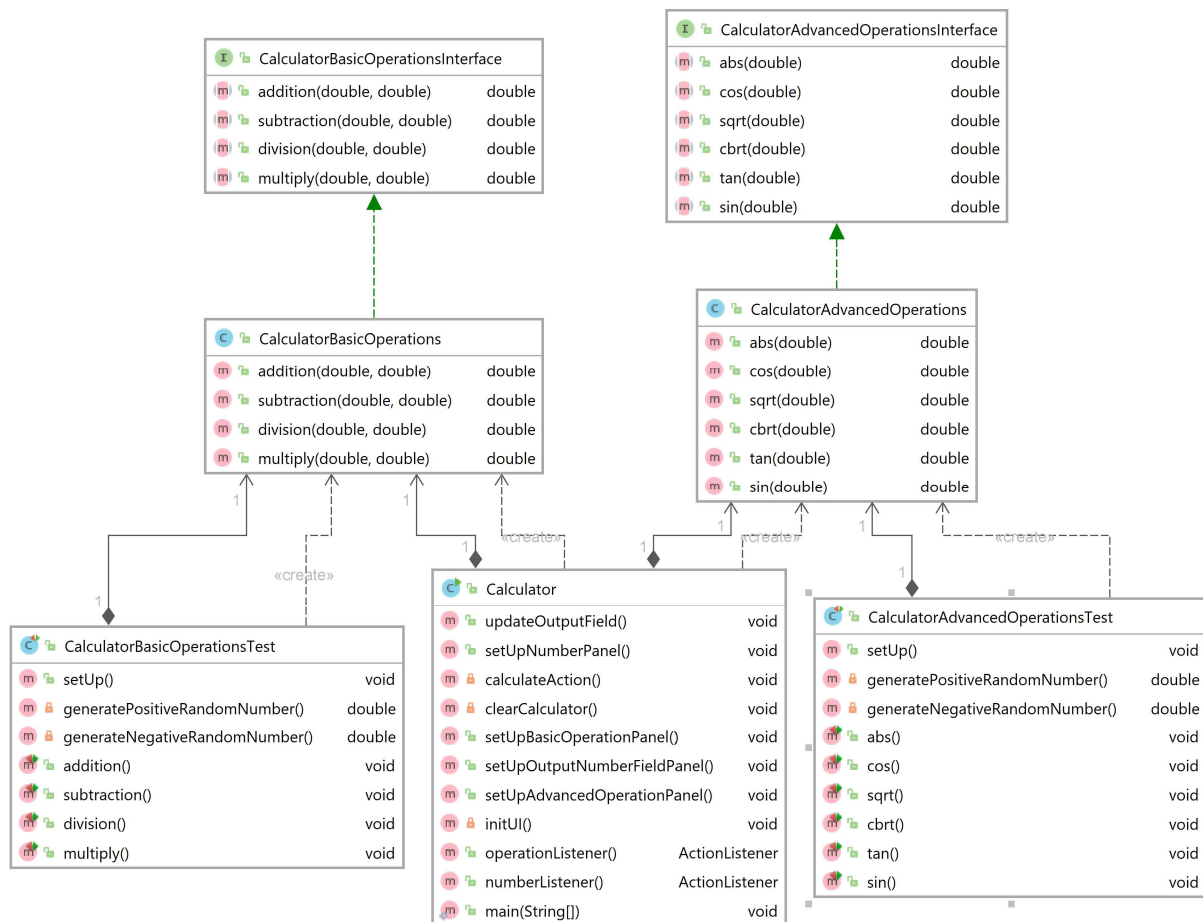 CalculatorBasicOperationsInterface
addition(double, double) double
subtraction(double, double) double
division(double, double) double
multiply(double, double) double
CalculatorAdvancedOperationsInterface
abs(double) double
cos(double) double
sqrt(double) double
cbrt(double) double
tan(double) double
sin(double) double
CalculatorBasicOperations
addition(double, double) double
subtraction(double, double) double
division(double, double) double
multiply(double, double) double
CalculatorAdvancedOperations
abs(double) double
cos(double) double
sqrt(double) double
cbrt(double) double
tan(double) double
sin(double) double
1
1
1
1
«create»
«create»
«create»
«create»
1
1
1
1
CalculatorBasicOperationsTest
setUp() void
generatePositiveRandomNumber() double
generateNegativeRandomNumber() double
addition() void
subtraction() void
division() void
multiply() void
Calculator
updateOutputField() void
setUpNumberPanel() void
calculateAction() void
clearCalculator() void
setUpBasicOperationPanel() void
setUpOutputNumberFieldPanel() void
setUpAdvancedOperationPanel() void
initUI() void
operationListener() ActionListener
numberListener() ActionListener
main(String[]) void
CalculatorAdvancedOperationsTest
setUp() void
generatePositiveRandomNumber() double
generateNegativeRandomNumber() double
abs() void
cos() void
sqrt() void
cbrt() void
tan() void
sin() void